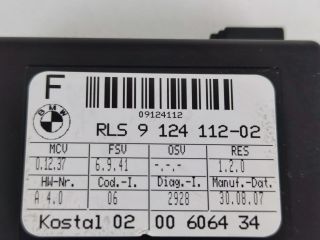 F
09124112
BMW
RLS 9 124 112-02
MCV FSV OSV RES
0.12.37 6.9.41 -.-.- 1.2.0
HW-Nr. Cod.-I. Diag.-I. Manuf.-Dat.
A 4.0 06 2928 30.08.07
Kostal 02 00 6064 34